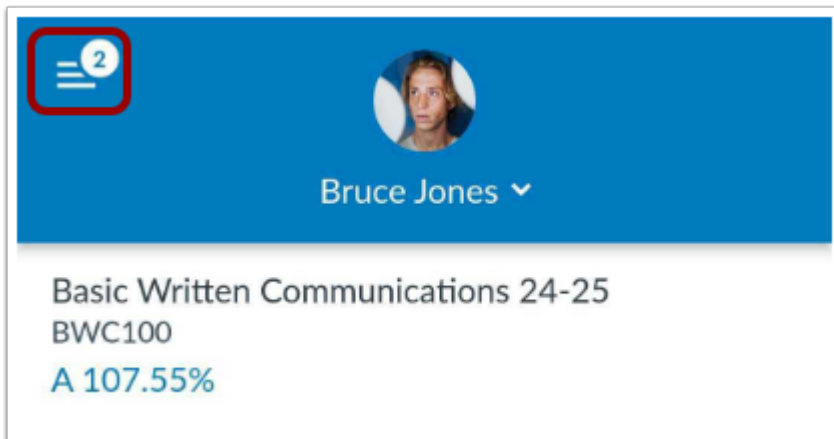 2
Bruce Jones
Basic Written Communications 24-25
BWC100
A 107.55%